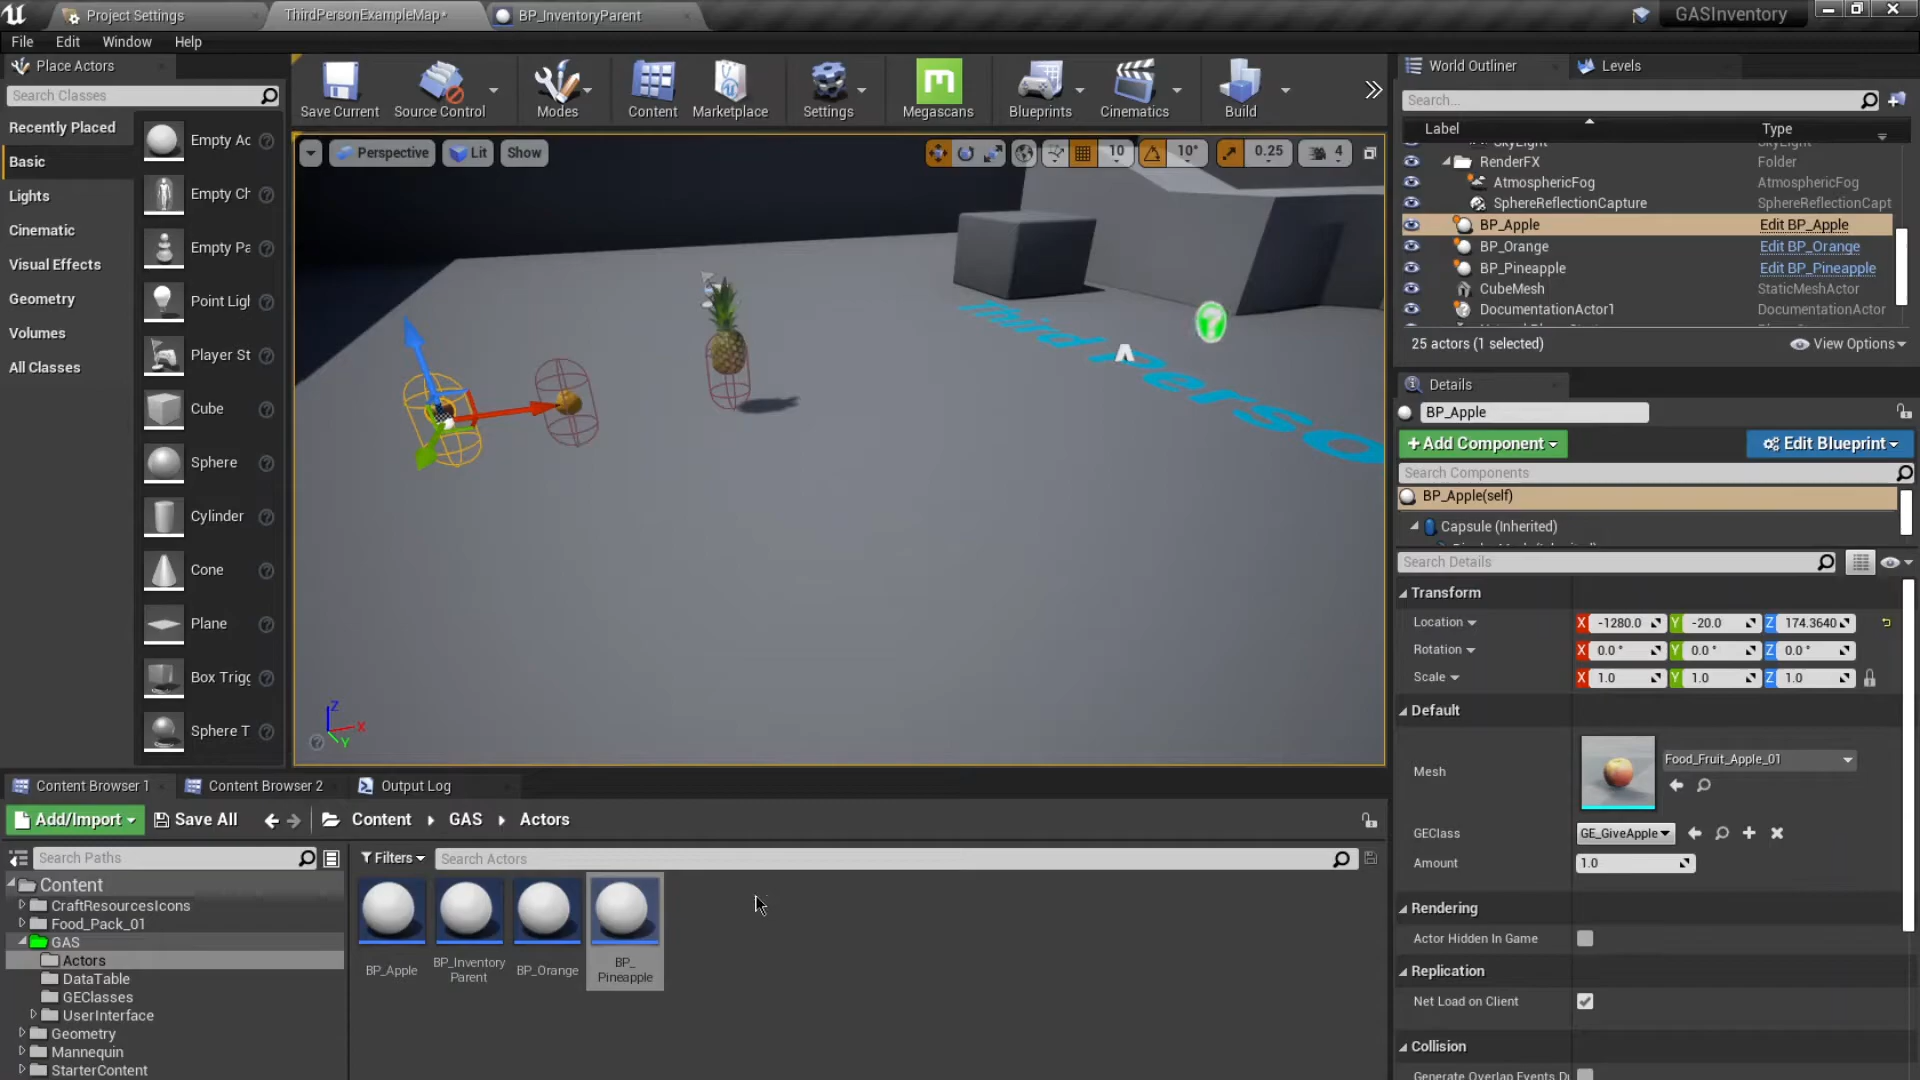 Project Settings
ThirdPersonExampleMap*
BP_InventoryParent
GASInventory
File
Edit
Window
Help
Place Actors
Search Classes
Recently Placed
Basic
Lights
Cinematic
Visual Effects
Geometry
Volumes
All Classes
Empty Ac
Empty Ch
Empty Pa
Point Ligl
Player St
Cube
Sphere
Cylinder
Cone
Plane
Box Trigg
Sphere T
Save Current
Source Control
Modes
Content
Marketplace
Settings
Megascans
Blueprints
Cinematics
Build
Perspective
Lit
Show
10
10°
0.25
4
Third Perso
Z
X
Y
World Outliner
Levels
Search...
Label
Type
SkyLight
RenderFX
Folder
AtmosphericFog
AtmosphericFog
SphereReflectionCapture
SphereReflectionCapt
BP_Apple
Edit BP_Apple
BP_Orange
Edit BP_Orange
BP_Pineapple
Edit BP_Pineapple
CubeMesh
StaticMeshActor
DocumentationActor1
DocumentationActor
25 actors (1 selected)
View Options
Details
BP_Apple
+Add Component
Edit Blueprint
Search Components
BP_Apple(self)
Capsule (Inherited)
Search Details
Transform
Location
X -1280.0
Y -20.0
Z 174.3640
Rotation
X 0.0 °
Y 0.0 °
Z 0.0 °
Scale
X 1.0
Y 1.0
Z 1.0
Default
Mesh
Food_Fruit_Apple_01
GEClass
GE_GiveApple
Amount
1.0
Rendering
Actor Hidden In Game
Replication
Net Load on Client
Collision
Generate Overlap Events D
Content Browser 1
Content Browser 2
Output Log
Add/Import
Save All
Content
GAS
Actors
Search Paths
Filters
Search Actors
Content
CraftResourcesIcons
Food_Pack_01
GAS
Actors
DataTable
GEClasses
UserInterface
Geometry
Mannequin
StarterContent
BP_Apple
BP_Inventory
Parent
BP_Orange
BP_
Pineapple